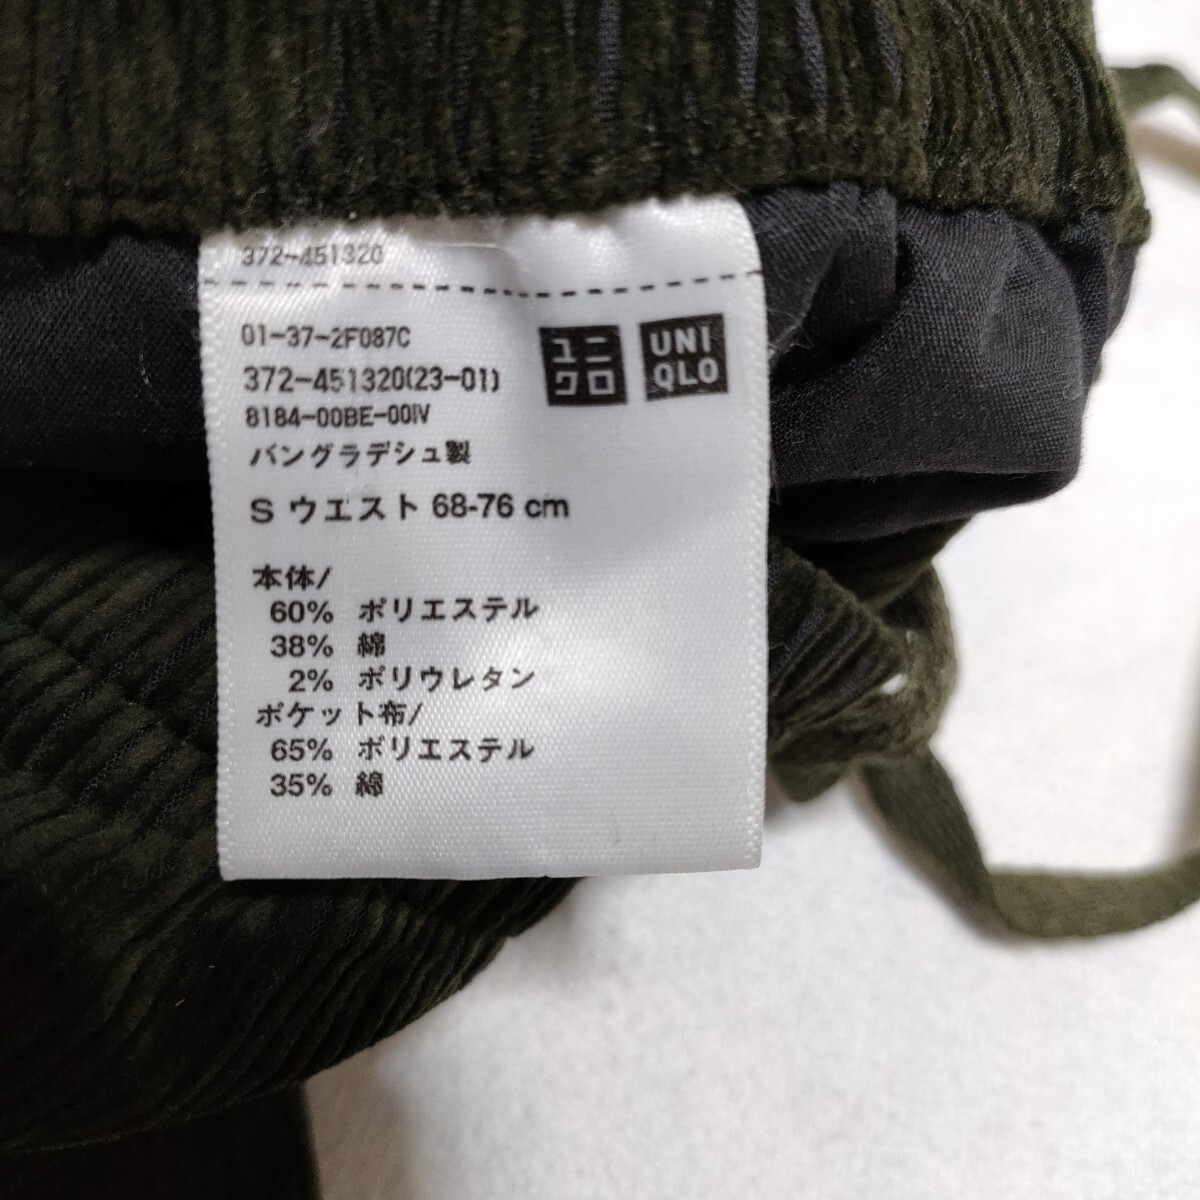 372-451320
01-37-2F087C
372-451320(23-01)
8184-00BE-00IV
バングラデシュ製
ユニ
クロ
UNI
QLO
S ウエスト 68-76 cm
本体/
60% ポリエステル
38% 綿
2% ポリウレタン
ポケット布/
65% ポリエステル
35% 綿